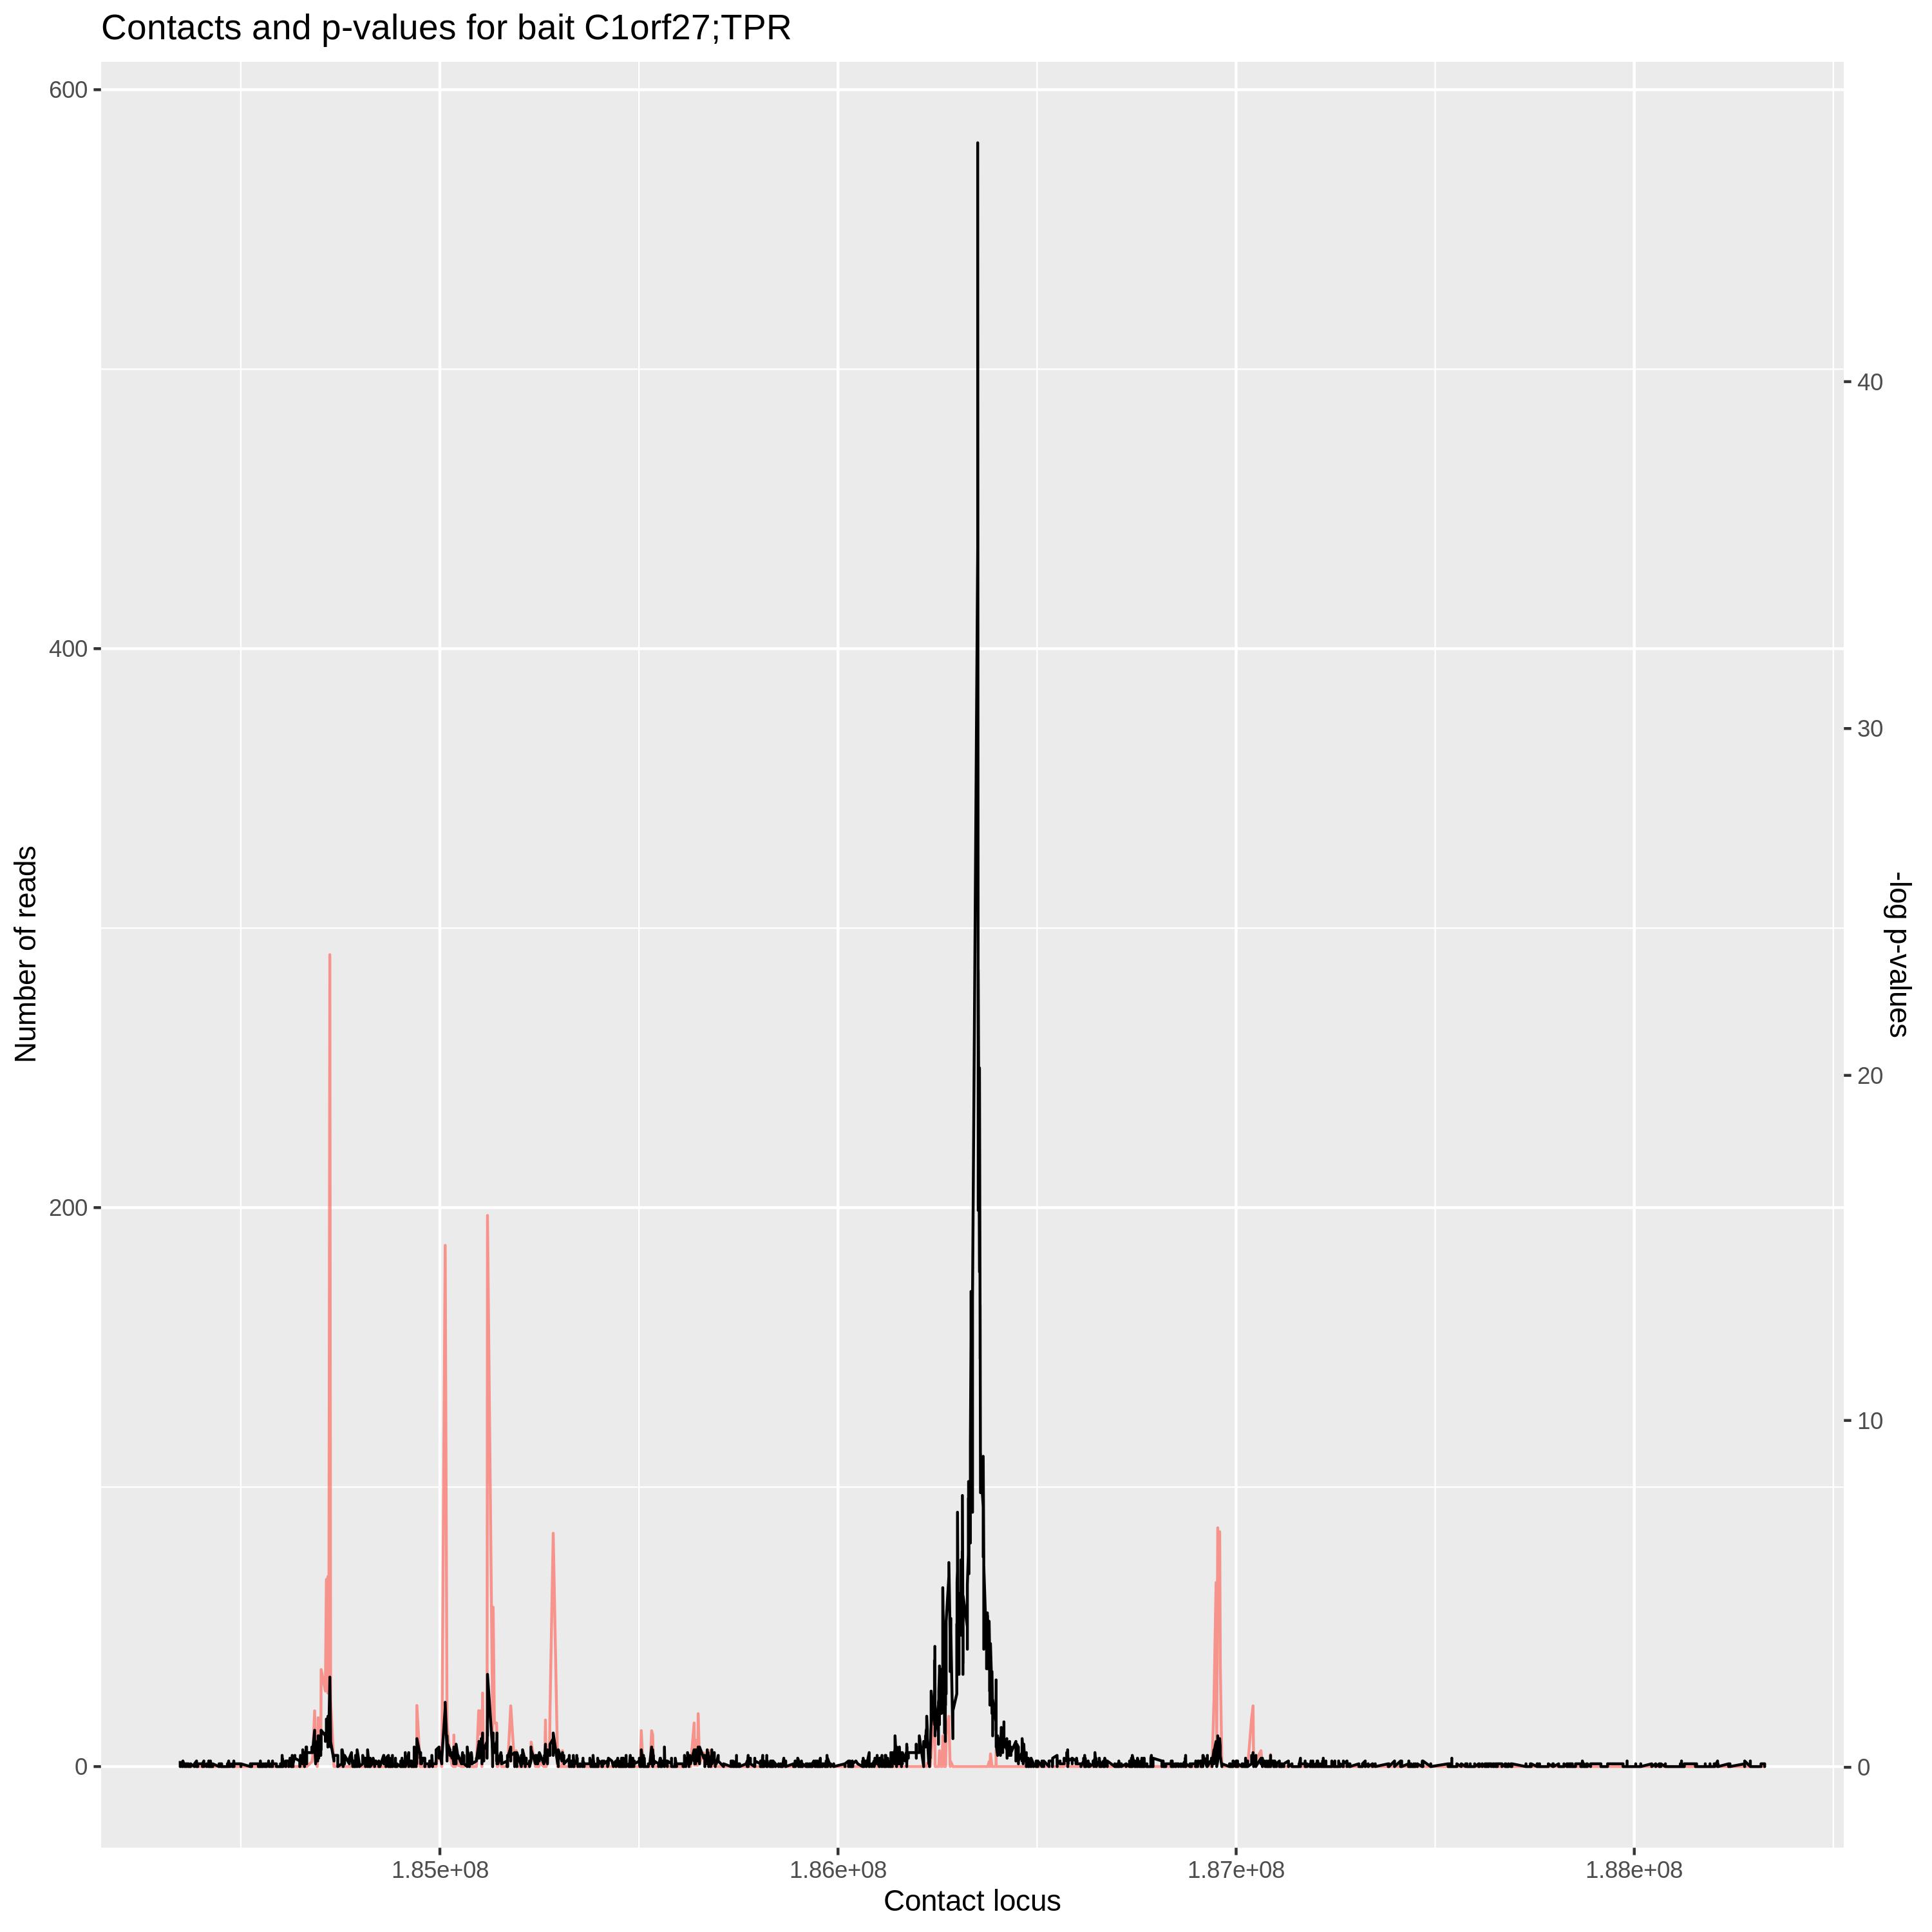 Contacts and p-values for bait C1orf27;TPR
600
400
200
0
Number of reads
40
30
20
10
0
-log p-values
1.85e+08
1.86e+08
1.87e+08
1.88e+08
Contact locus